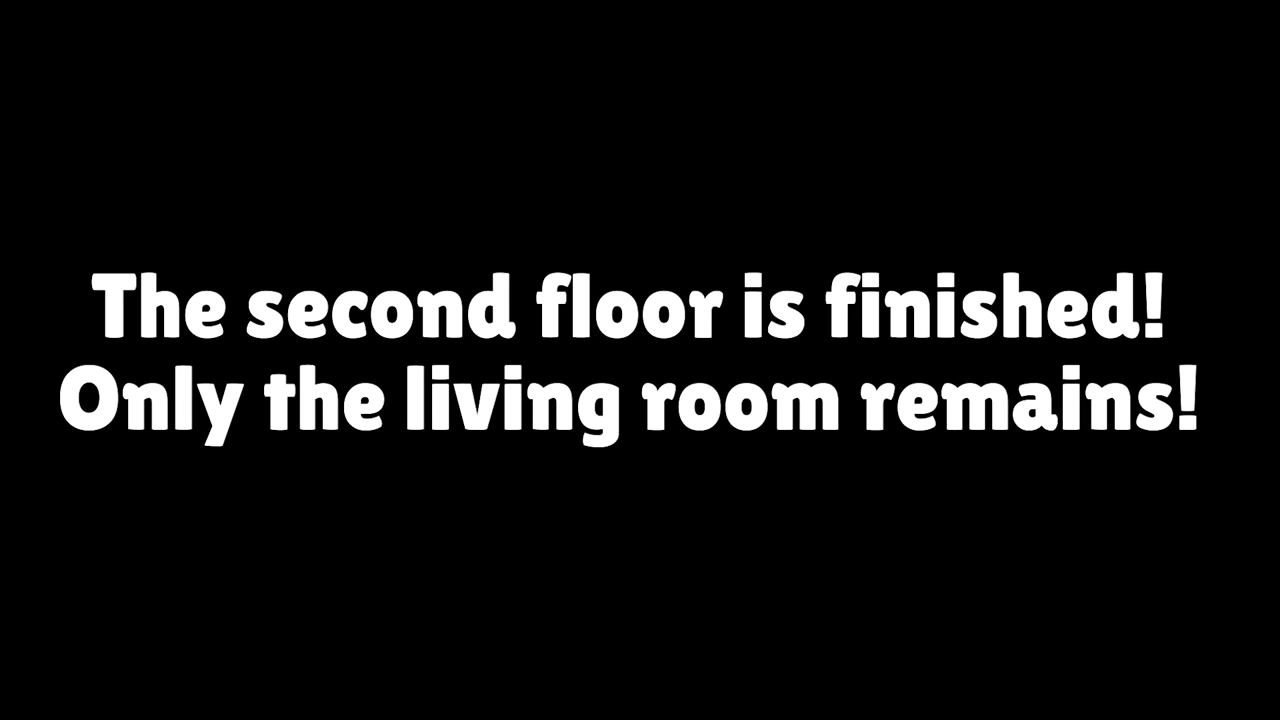 The second floor is finished!
Only the living room remains!